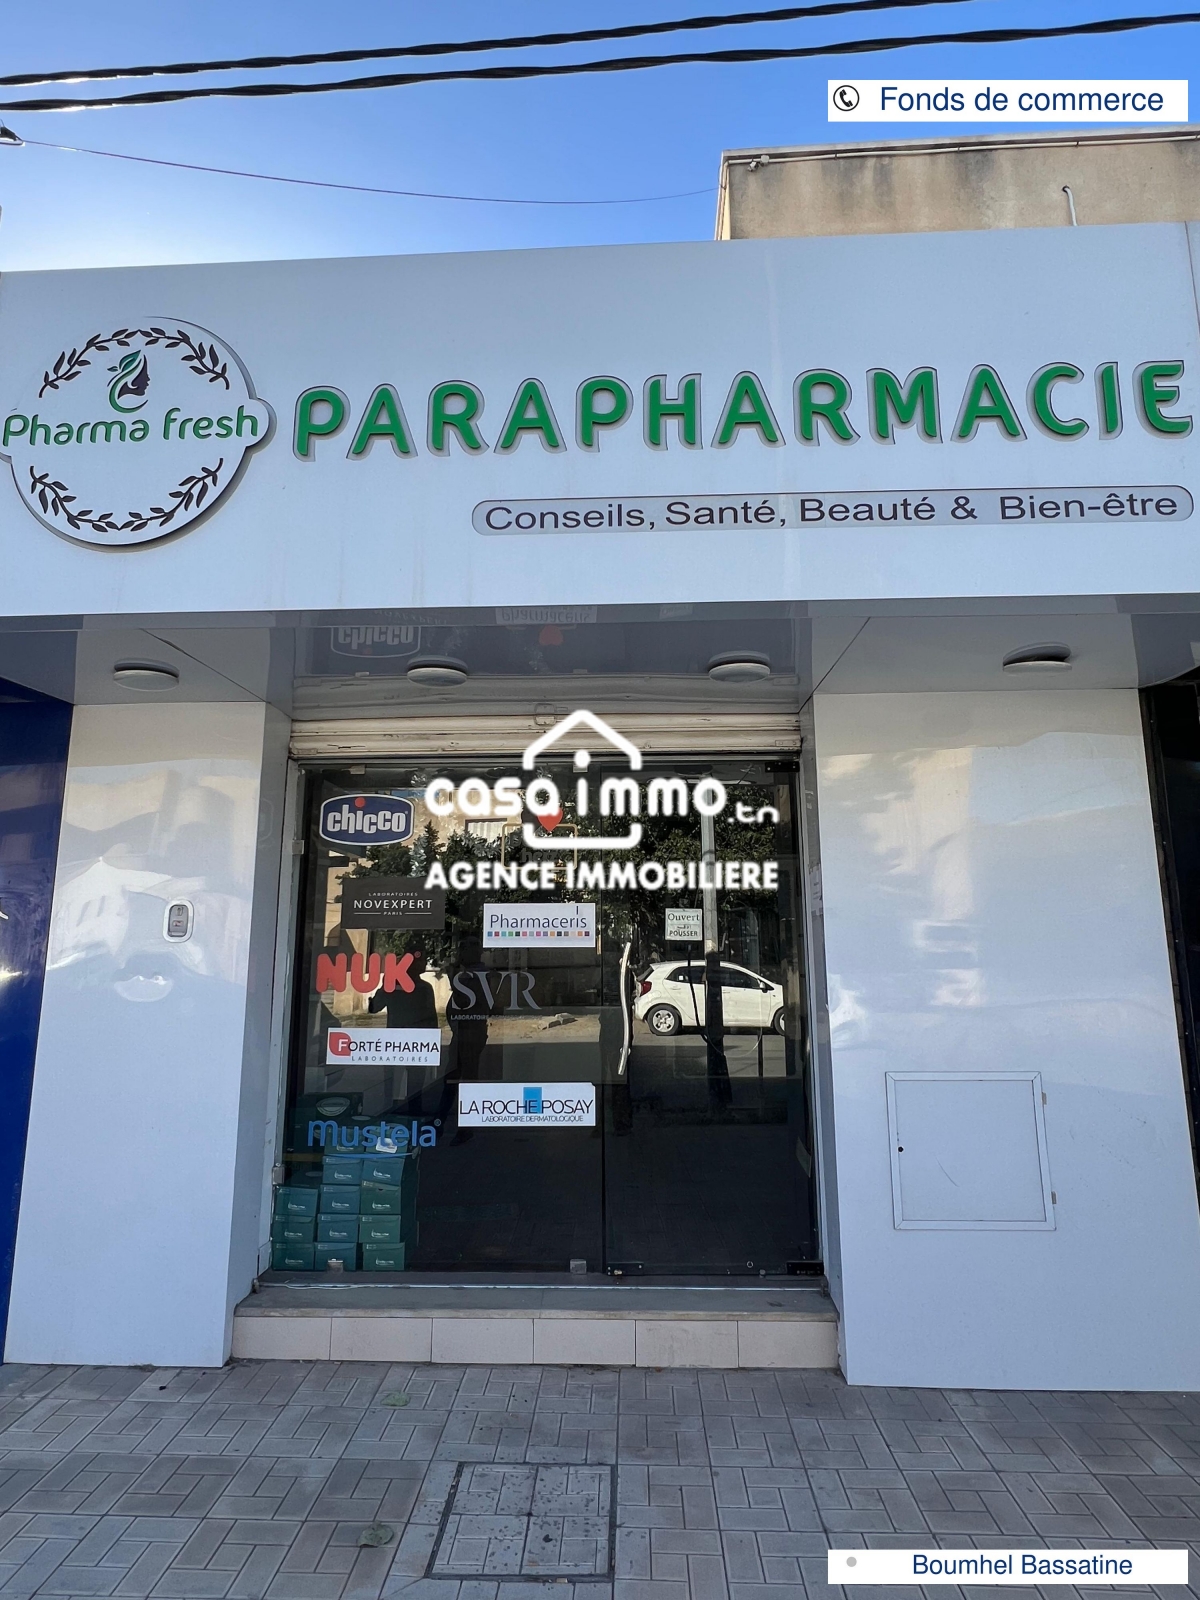 Fonds de commerce
Pharma fresh
PARAPHARMACIE
Conseils, Santé, Beauté & Bien-être
chicco
casa immo.tn
AGENCE IMMOBILIERE
chicco
LABORATOIRES
NOVEXPERT
PARIS
Pharmaceris
Ouvert
POUSSER
NUK
SVR
FORTÉ PHARMA
LABORATOIRES
LA ROCHE POSAY
LABORATOIRE DERMATOLOGIQUE
Mustela
Boumhel Bassatine